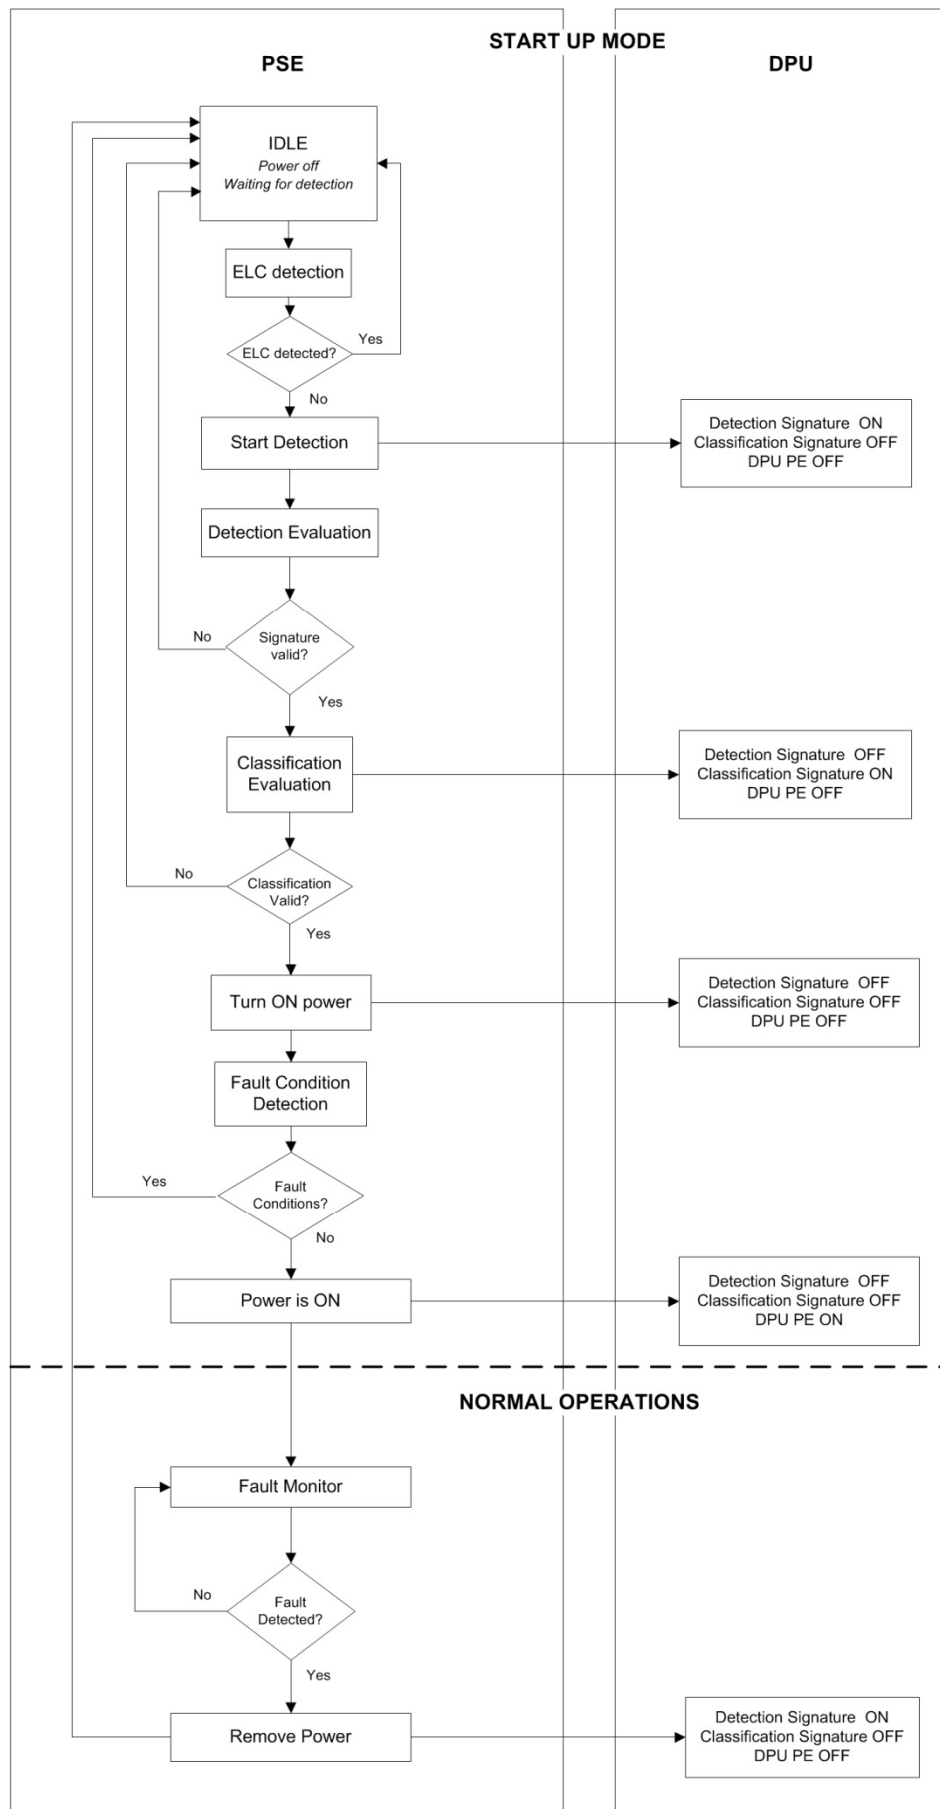 START UP MODE
PSE
DPU
IDLE
Power off
Waiting for detection
ELC detection
ELC detected?
Yes
No
Start Detection
Detection Signature ON
Classification Signature OFF
DPU PE OFF
Detection Evaluation
Signature
valid?
No
Yes
Classification
Evaluation
Detection Signature OFF
Classification Signature ON
DPU PE OFF
Classification
Valid?
No
Yes
Turn ON power
Detection Signature OFF
Classification Signature OFF
DPU PE OFF
Fault Condition
Detection
Fault
Conditions?
Yes
No
Power is ON
Detection Signature OFF
Classification Signature OFF
DPU PE ON
NORMAL OPERATIONS
Fault Monitor
Fault
Detected?
No
Yes
Remove Power
Detection Signature ON
Classification Signature OFF
DPU PE OFF